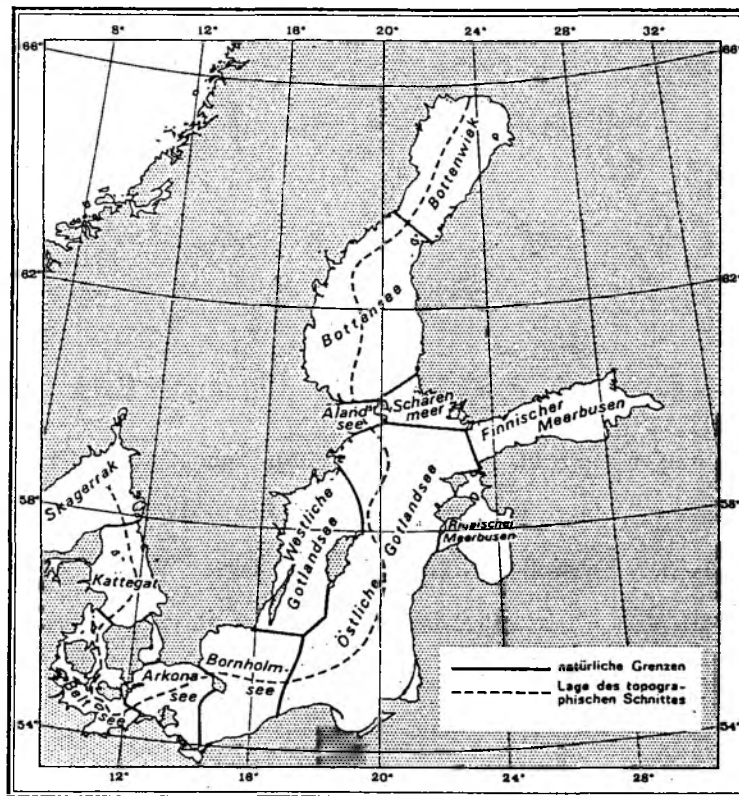 8° 12° 16° 20° 24° 28° 32°
66° 66°
Bottenwiek
62° 62°
Bottensee
Ålands
see
Schären
meer
Finnischer
Meerbusen
Skagerrak
58° 58°
Westliche
Gotlandsee
Östliche Gotlandsee
Rigaischer
Meerbusen
Kattegat
Arkona
see
Bornholm-
see
Beltsee
natürliche Grenzen
Lage des topogra-
phischen Schnittes
54° 54°
12° 16° 20° 24° 28°